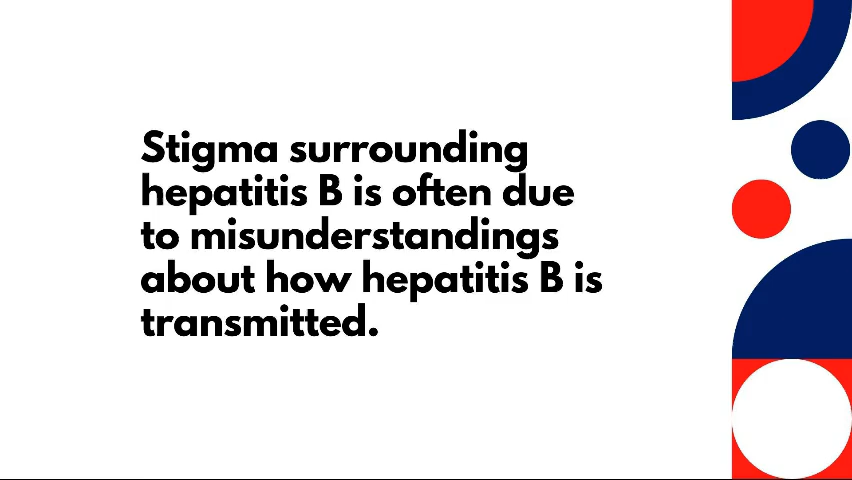 Stigma surrounding
hepatitis B is often due
to misunderstandings
about how hepatitis B is
transmitted.